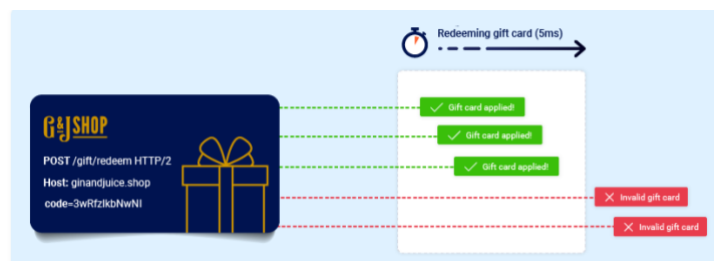 Redeeming gift card (5ms)
G&J SHOP
POST /gift/redeem HTTP/2
Host: ginandjuice.shop
code=3wRfzIkbNwNI
Gift card applied!
Gift card applied!
Gift card applied!
Invalid gift card
Invalid gift card